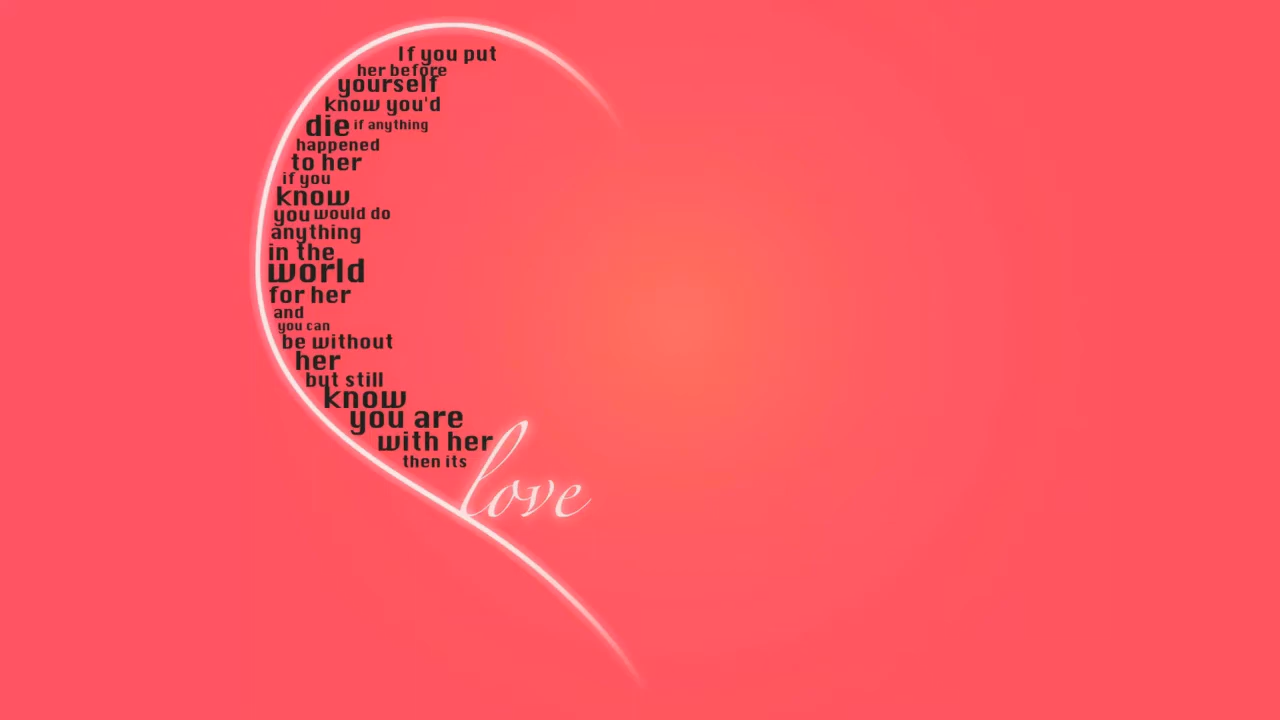 If you put
her before
yourself
know you'd
die if anything
happened
to her
if you
know
you would do
anything
in the
world
for her
and
you can
be without
her
but still
know
you are
with her
then its
love